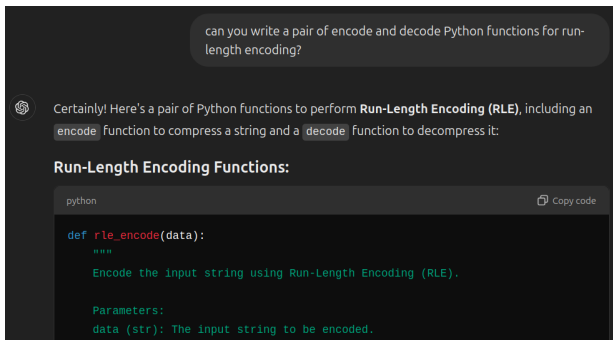 can you write a pair of encode and decode Python functions for run-
length encoding?
Certainly! Here's a pair of Python functions to perform Run-Length Encoding (RLE), including an
encode function to compress a string and a decode function to decompress it:
Run-Length Encoding Functions:
python Copy code
def rle_encode(data):
"""
Encode the input string using Run-Length Encoding (RLE).
Parameters:
data (str): The input string to be encoded.